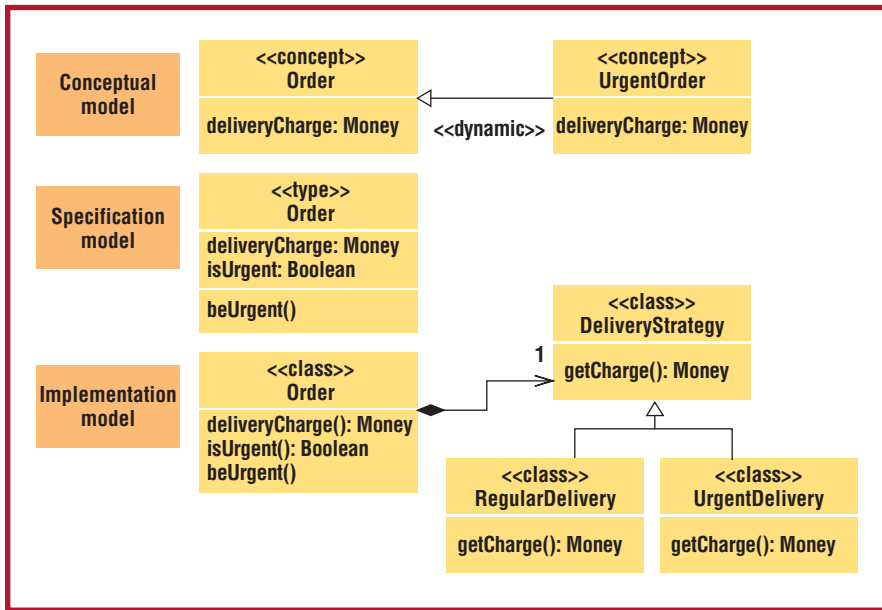 Conceptual
model
<<concept>>
Order
deliveryCharge: Money
<<dynamic>>
<<concept>>
UrgentOrder
deliveryCharge: Money
Specification
model
<<type>>
Order
deliveryCharge: Money
isUrgent: Boolean
beUrgent()
Implementation
model
<<class>>
Order
deliveryCharge(): Money
isUrgent(): Boolean
beUrgent()
1
<<class>>
DeliveryStrategy
getCharge(): Money
<<class>>
RegularDelivery
getCharge(): Money
<<class>>
UrgentDelivery
getCharge(): Money